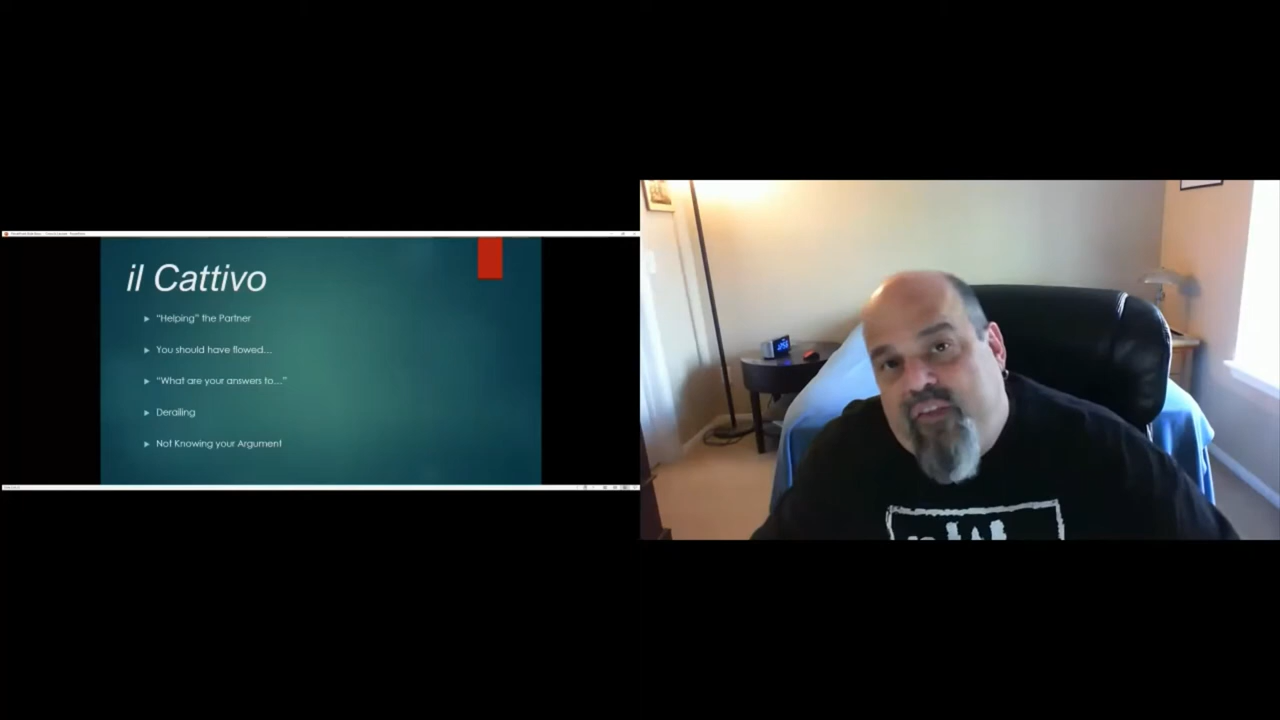 il Cattivo
"Helping" the Partner
You should have flowed...
"What are your answers to..."
Derailing
Not Knowing your Argument